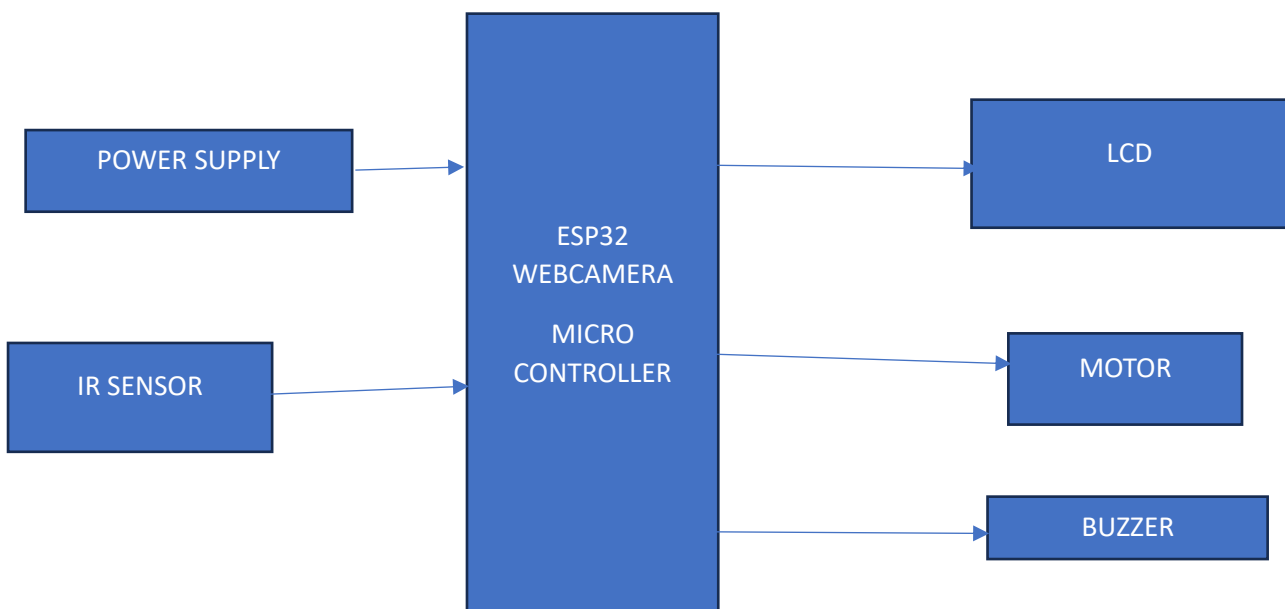 POWER SUPPLY
IR SENSOR
ESP32
WEBCAMERA
MICRO
CONTROLLER
LCD
MOTOR
BUZZER